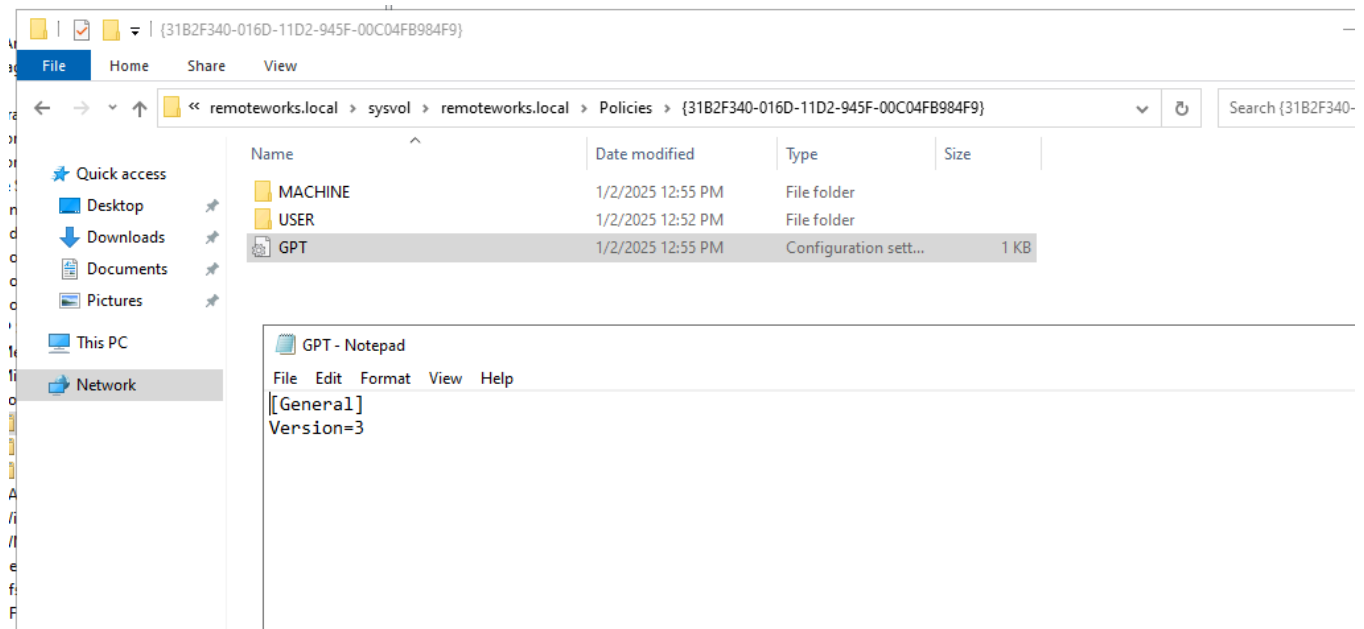 {31B2F340-016D-11D2-945F-00C04FB984F9}
File Home Share View
« remoteworks.local > sysvol > remoteworks.local > Policies > {31B2F340-016D-11D2-945F-00C04FB984F9}
Search {31B2F340-
Name Date modified Type Size
Quick access
Desktop
Downloads
Documents
Pictures
This PC
Network
MACHINE 1/2/2025 12:55 PM File folder
USER 1/2/2025 12:52 PM File folder
GPT 1/2/2025 12:55 PM Configuration sett... 1 KB
GPT - Notepad
File Edit Format View Help
[General]
Version=3